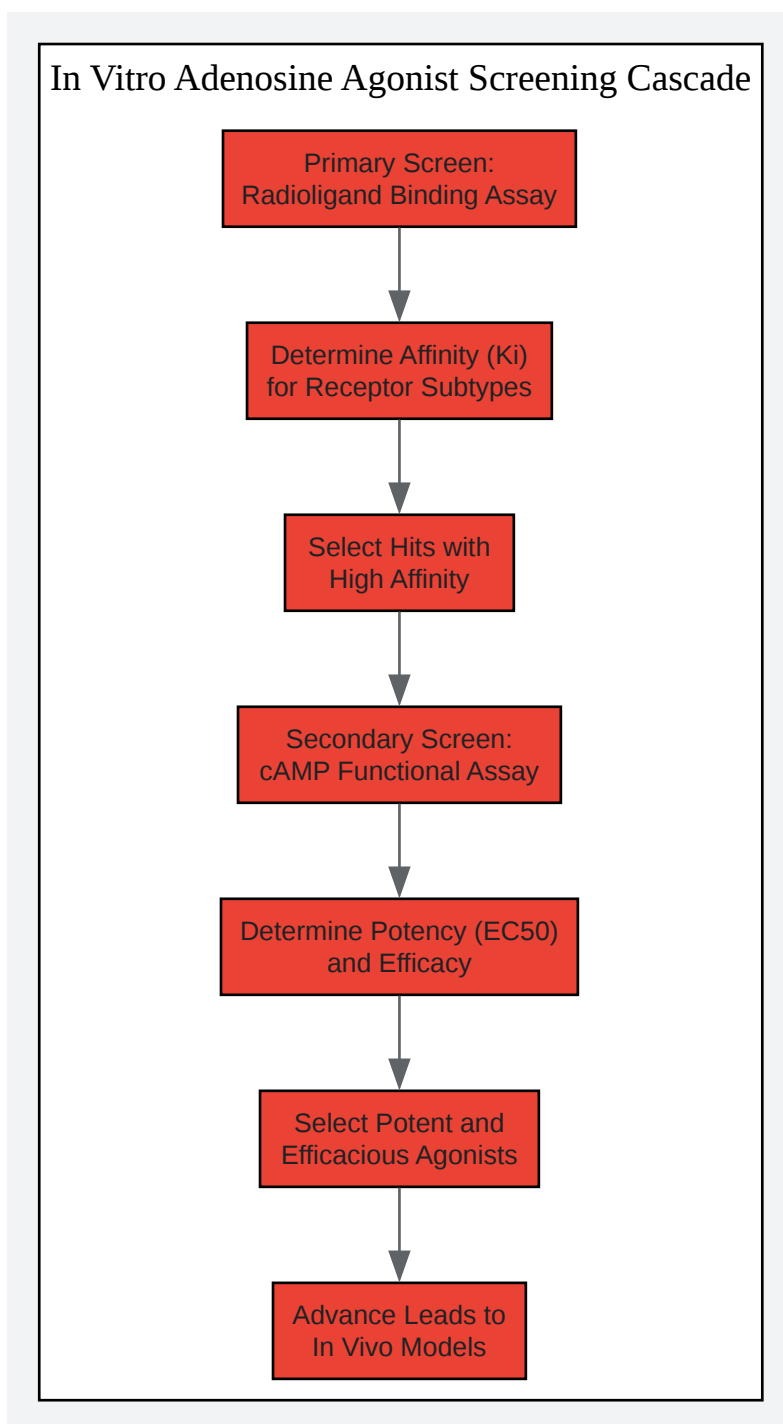 In Vitro Adenosine Agonist Screening Cascade
Primary Screen:
Radioligand Binding Assay
Determine Affinity (Ki)
for Receptor Subtypes
Select Hits with
High Affinity
Secondary Screen:
cAMP Functional Assay
Determine Potency (EC50)
and Efficacy
Select Potent and
Efficacious Agonists
Advance Leads to
In Vivo Models